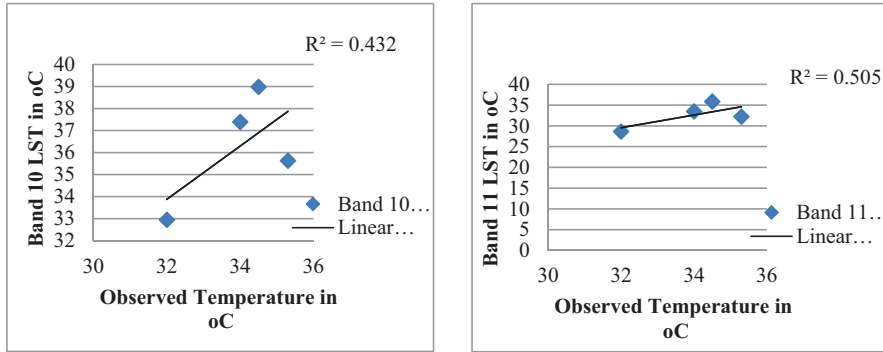 R² = 0.432
Band 10 LST in oC
40
39
38
37
36
35
34
33
32
30
32
34
36
Band 10…
Linear…
Observed Temperature in
oC
R² = 0.505
Band 11 LST in oC
40
35
30
25
20
15
10
5
0
30
32
34
36
Band 11…
Linear…
Observed Temperature in
oC